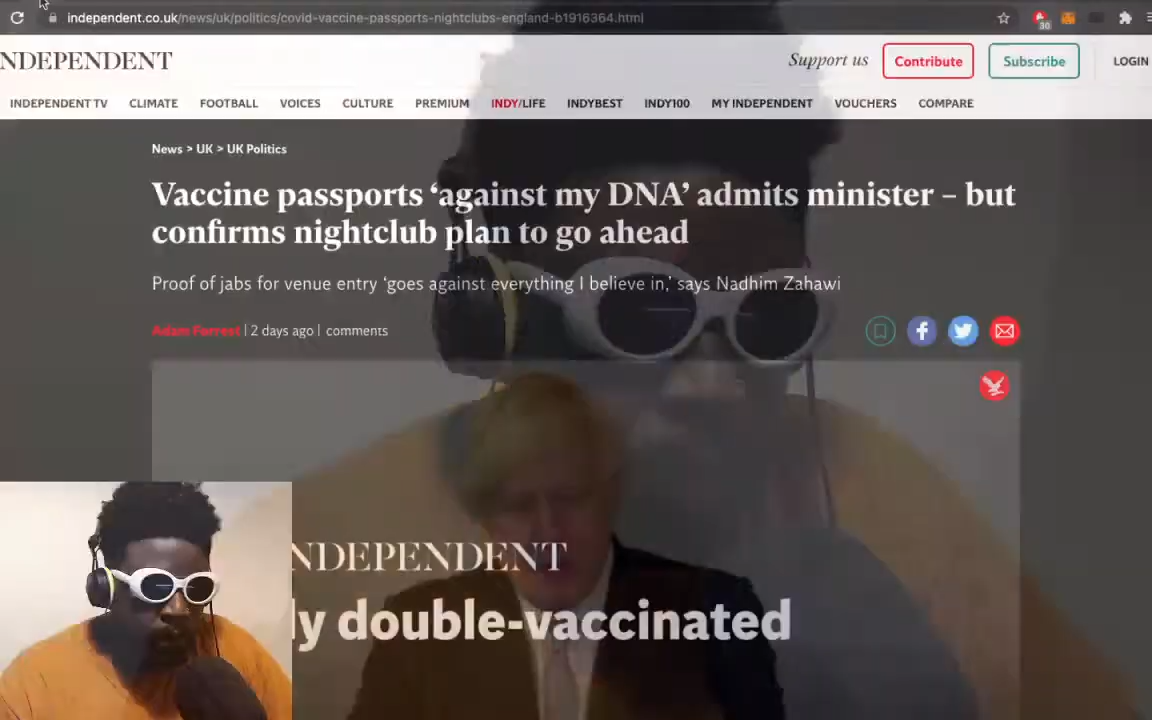 independent.co.uk/news/uk/politics/covid-vaccine-passports-nightclubs-england-b1916364.html
30
NDEPENDENT
Support us
Contribute
Subscribe
LOGIN
INDEPENDENT TV CLIMATE FOOTBALL VOICES CULTURE PREMIUM INDY/LIFE INDYBEST INDY100 MY INDEPENDENT VOUCHERS COMPARE
News > UK > UK Politics
Vaccine passports ‘against my DNA’ admits minister – but
confirms nightclub plan to go ahead
Proof of jabs for venue entry ‘goes against everything I believe in,’ says Nadhim Zahawi
Adam Forrest | 2 days ago | comments
NDEPENDENT
ly double-vaccinated